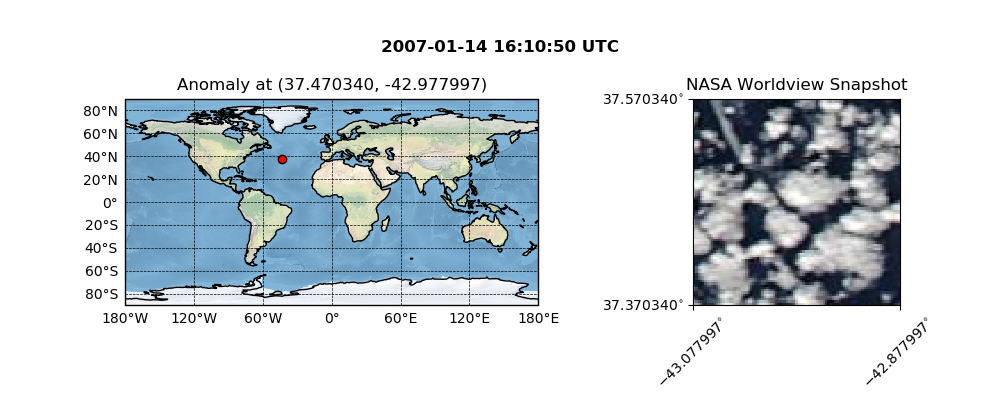 2007-01-14 16:10:50 UTC
Anomaly at (37.470340, -42.977997)
80°N
60°N
40°N
20°N
0°
20°S
40°S
60°S
80°S
180°W 120°W 60°W 0° 60°E 120°E 180°E
NASA Worldview Snapshot
37.570340°
37.370340°
−43.077997°
−42.877997°